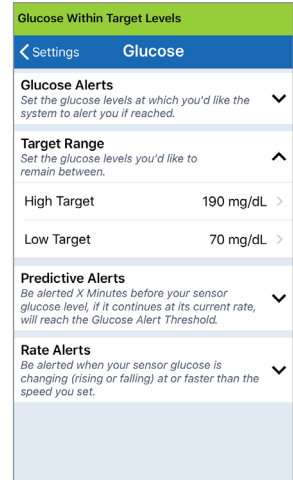 Glucose Within Target Levels
Settings Glucose
Glucose Alerts
Set the glucose levels at which you'd like the
system to alert you if reached.
Target Range
Set the glucose levels you'd like to
remain between.
High Target 190 mg/dL
Low Target 70 mg/dL
Predictive Alerts
Be alerted X Minutes before your sensor
glucose level, if it continues at its current rate,
will reach the Glucose Alert Threshold.
Rate Alerts
Be alerted when your sensor glucose is
changing (rising or falling) at or faster than the
speed you set.